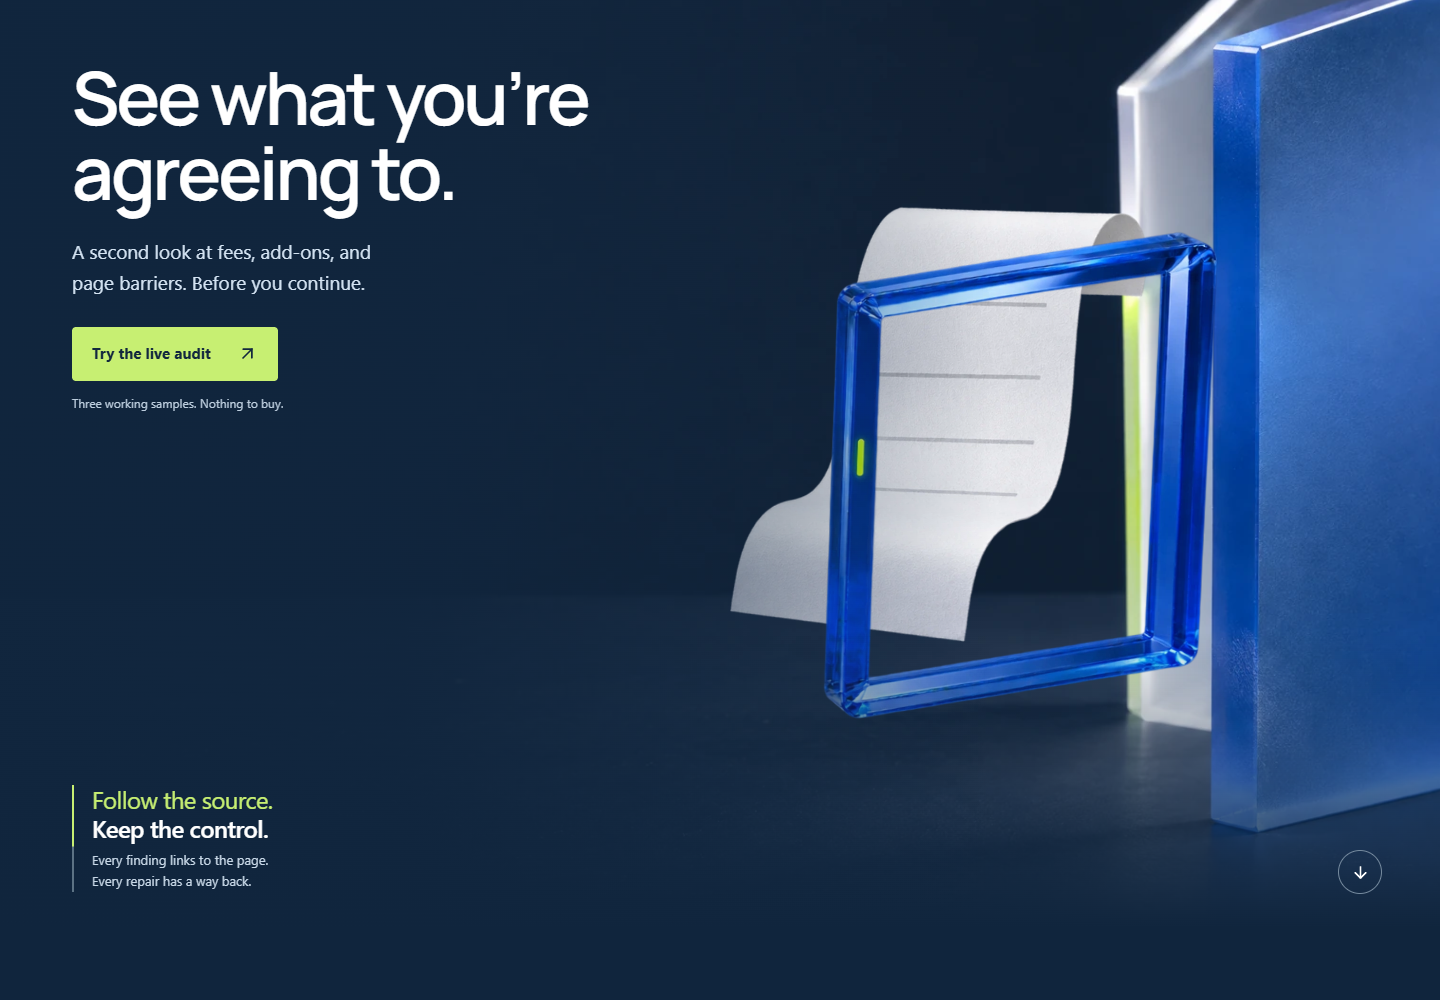 See what you’re
agreeing to.
A second look at fees, add-ons, and
page barriers. Before you continue.
Try the live audit
Three working samples. Nothing to buy.
Follow the source.
Keep the control.
Every finding links to the page.
Every repair has a way back.